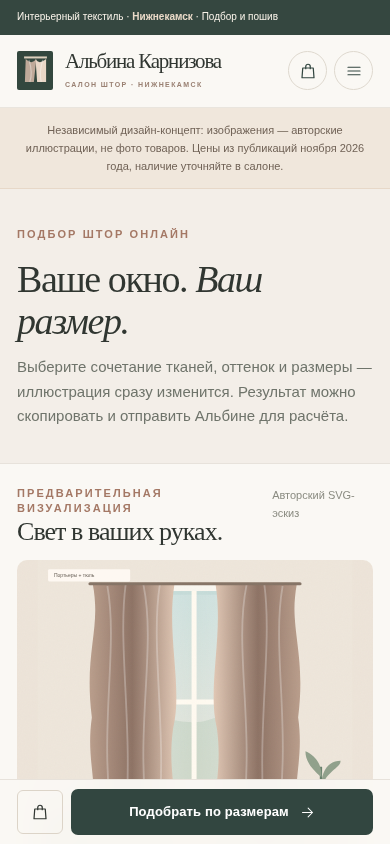 Интерьерный текстиль · Нижнекамск · Подбор и пошив
Альбина Карнизова
САЛОН ШТОР · НИЖНЕКАМСК
Независимый дизайн-концепт: изображения — авторские
иллюстрации, не фото товаров. Цены из публикаций ноября 2026
года, наличие уточняйте в салоне.
ПОДБОР ШТОР ОНЛАЙН
Ваше окно. Ваш
размер.
Выберите сочетание тканей, оттенок и размеры —
иллюстрация сразу изменится. Результат можно
скопировать и отправить Альбине для расчёта.
ПРЕДВАРИТЕЛЬНАЯ
ВИЗУАЛИЗАЦИЯ
Свет в ваших руках.
Авторский SVG-
эскиз
Портьеры + тюль
Подобрать по размерам →